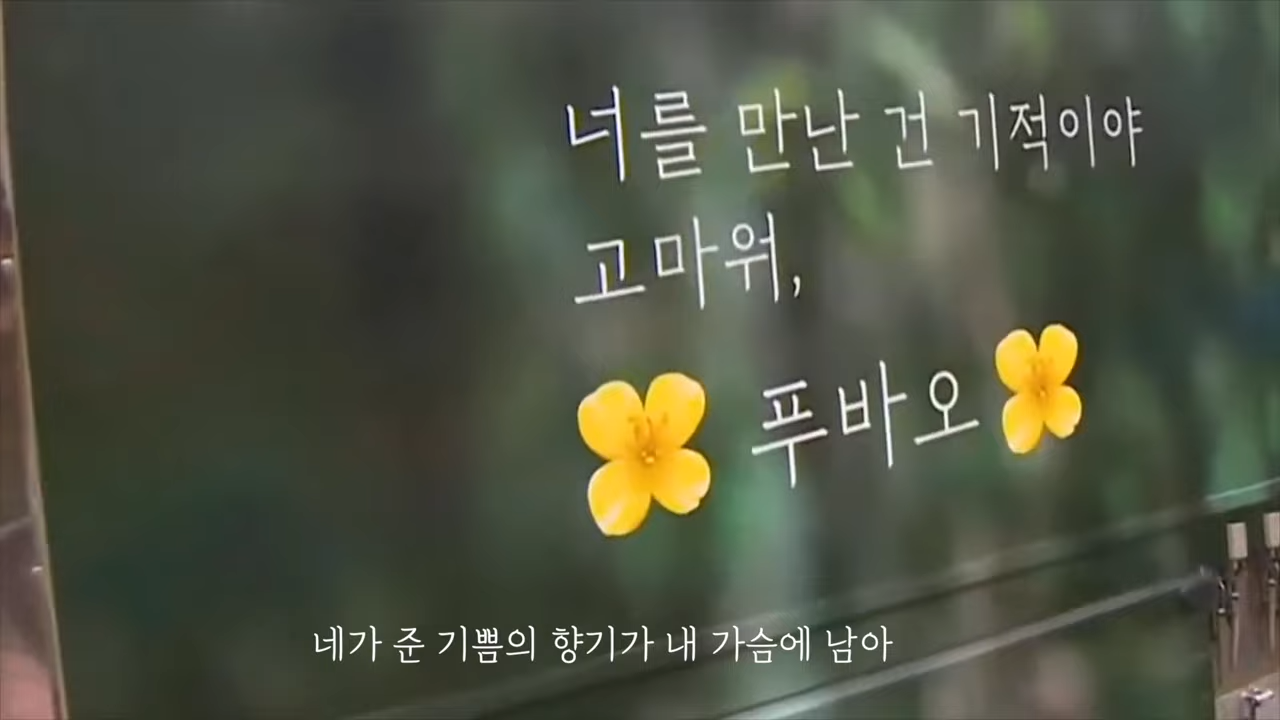 너를 만난 건 기적이야
고마워,
푸바오
네가 준 기쁨의 향기가 내 가슴에 남아